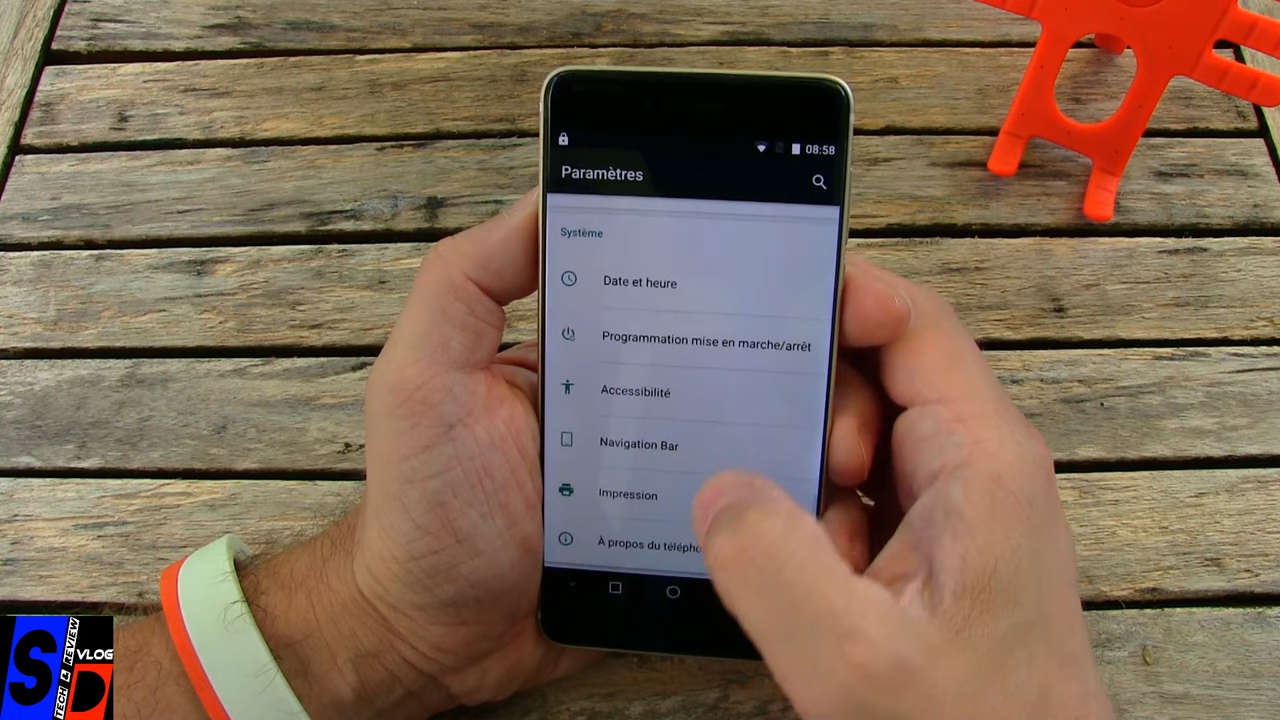 08:58
Paramètres
Système
Date et heure
Programmation mise en marche/arrêt
Accessibilité
Navigation Bar
Impression
À propos du télépho
S
TECH & REVIEW
VLOG
D